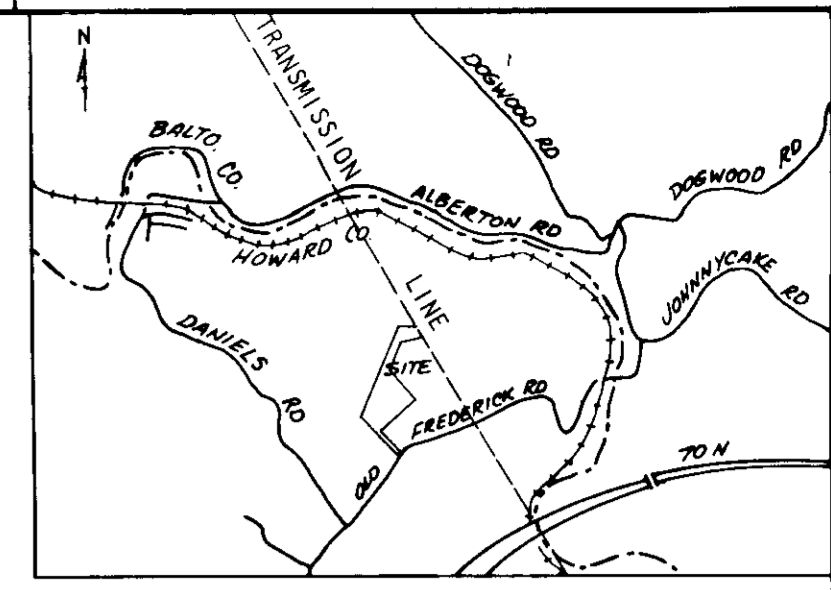 N
TRANSMISSION LINE
DOGWOOD RD
BALTO. CO.
DOGWOOD RD
ALBERTON RD
HOWARD CO
JOHNNYCAKE RD
DANIELS RD
SITE
OLD FREDERICK RD
70 N